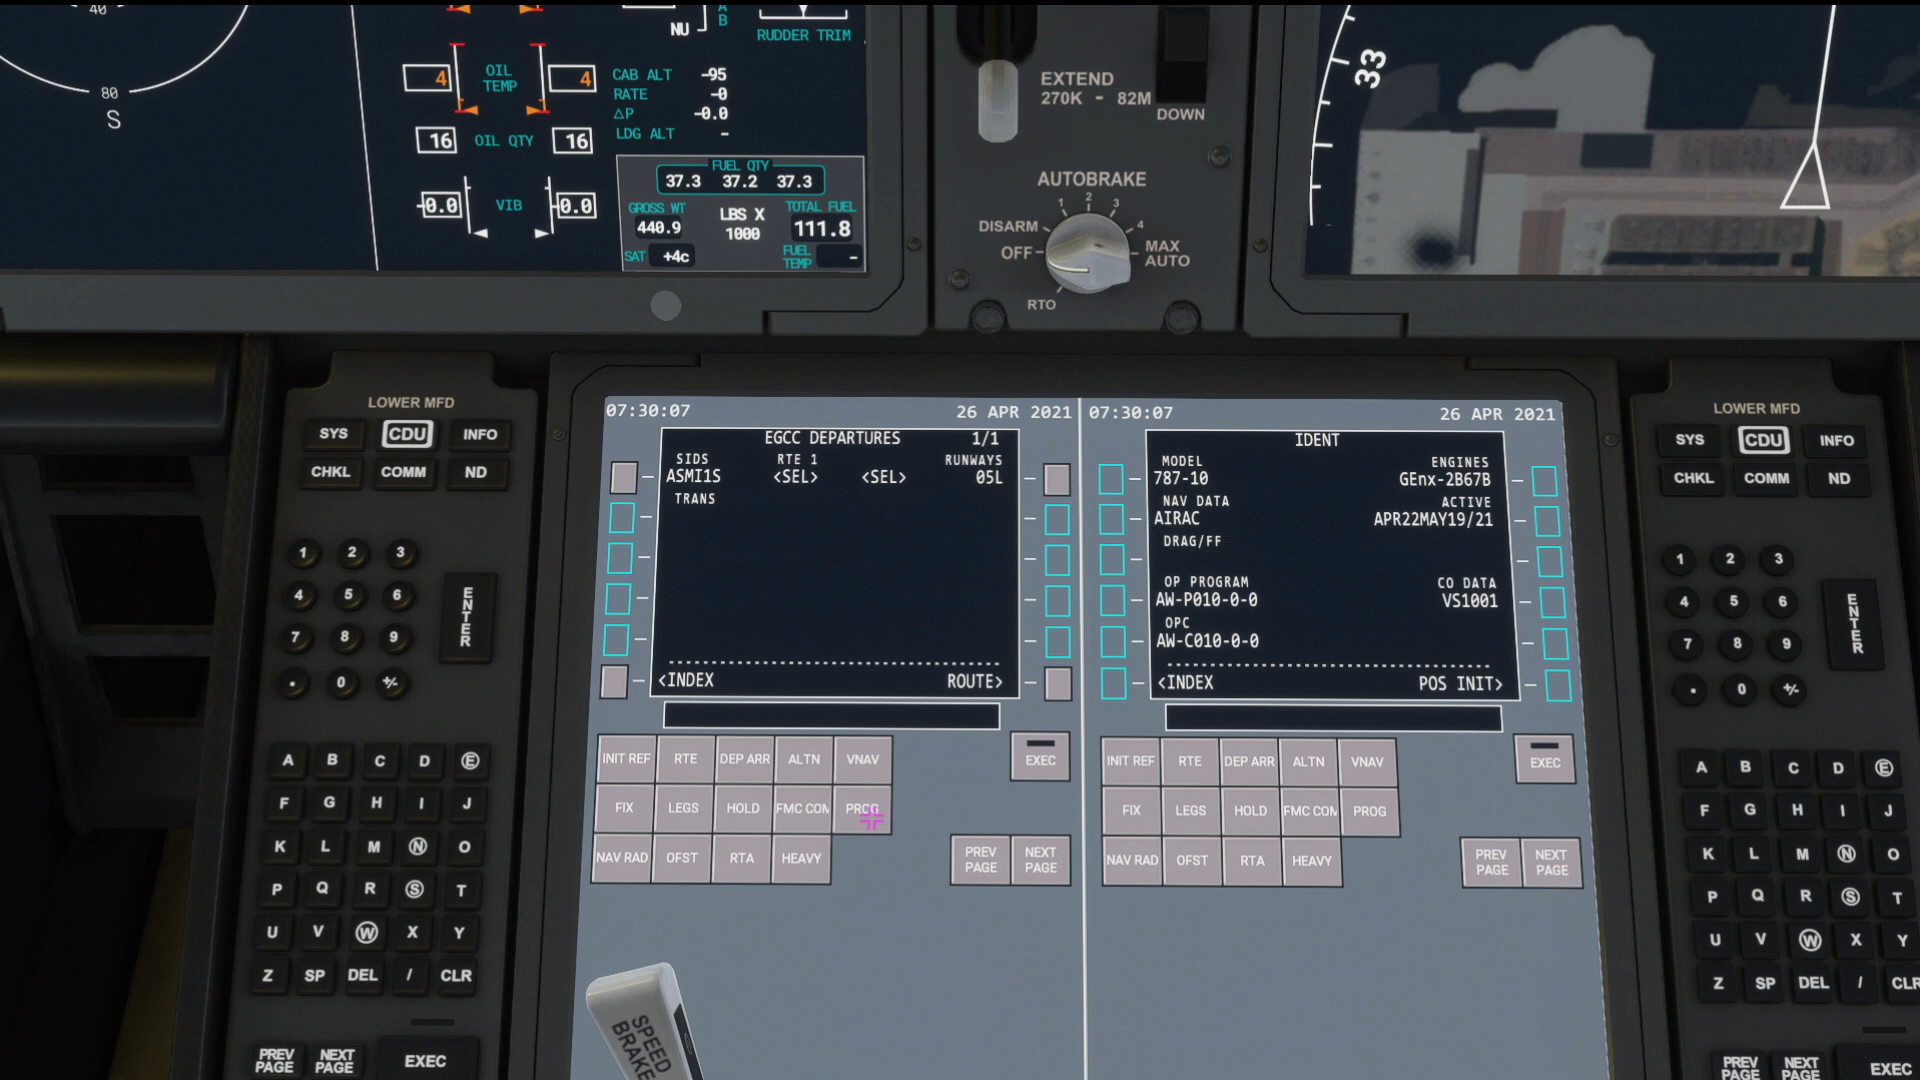 40
80
S
4
OIL
TEMP
4
16
OIL QTY
16
-0.0
VIB
-0.0
NU
A
B
RUDDER TRIM
CAB ALT -95
RATE -0
△P -0.0
LDG ALT -
FUEL QTY
37.3 37.2 37.3
GROSS WT
440.9
LBS X
1000
TOTAL FUEL
111.8
SAT +4c
FUEL
TEMP -
EXTEND
270K - 82M
DOWN
AUTOBRAKE
DISARM 1 2 3 4
OFF
MAX
AUTO
RTO
33
LOWER MFD
SYS CDU INFO
CHKL COMM ND
1 2 3
4 5 6
7 8 9
. 0 +/-
ENTER
A B C D E
F G H I J
K L M N O
P Q R S T
U V W X Y
Z SP DEL / CLR
PREV
PAGE
NEXT
PAGE
EXEC
07:30:07 26 APR 2021
EGCC DEPARTURES 1/1
SIDS RTE 1 RUNWAYS
ASMI1S <SEL> <SEL> 05L
TRANS
<INDEX ROUTE>
INIT REF RTE DEP ARR ALTN VNAV
EXEC
FIX LEGS HOLD FMC COM PROG
NAV RAD OFST RTA HEAVY
PREV
PAGE
NEXT
PAGE
SPEED
BRAKE
07:30:07 26 APR 2021
IDENT
MODEL ENGINES
787-10 GEnx-2B67B
NAV DATA ACTIVE
AIRAC APR22MAY19/21
DRAG/FF
OP PROGRAM CO DATA
AW-P010-0-0 VS1001
OPC
AW-C010-0-0
<INDEX POS INIT>
INIT REF RTE DEP ARR ALTN VNAV
EXEC
FIX LEGS HOLD FMC COM PROG
NAV RAD OFST RTA HEAVY
PREV
PAGE
NEXT
PAGE
LOWER MFD
SYS CDU INFO
CHKL COMM ND
1 2 3
4 5 6
7 8 9
. 0 +/-
ENTER
A B C D E
F G H I J
K L M N O
P Q R S T
U V W X Y
Z SP DEL / CLR
PREV
PAGE
NEXT
PAGE
EXEC